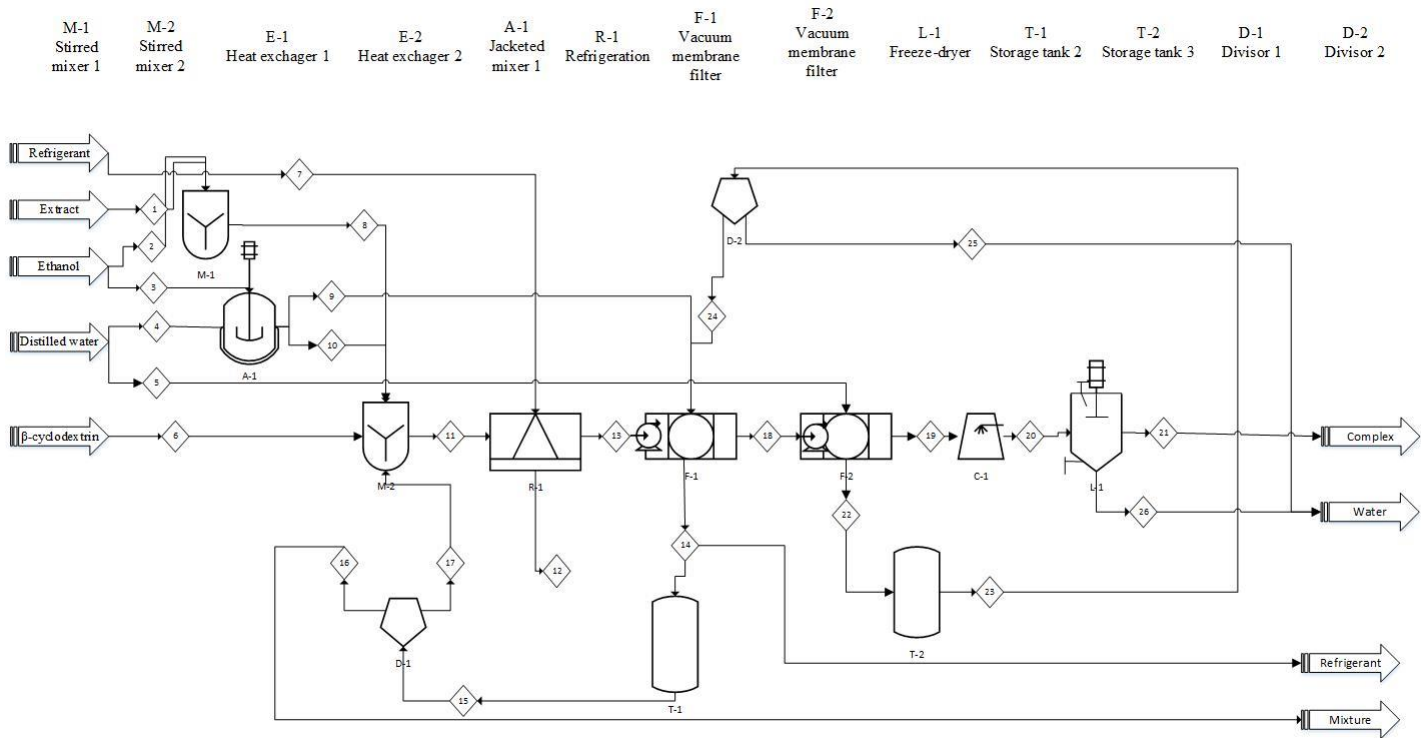 M-1
Stirred
mixer 1
M-2
Stirred
mixer 2
E-1
Heat exchager 1
E-2
Heat exchager 2
A-1
Jacketed
mixer 1
R-1
Refrigeration
F-1
Vacuum
membrane
filter
F-2
Vacuum
membrane
filter
L-1
Freeze-dryer
T-1
Storage tank 2
T-2
Storage tank 3
D-1
Divisor 1
D-2
Divisor 2
Refrigerant
7
Extract
1
2
8
D-2
25
Ethanol
M-1
3
9
24
Distilled water
4
10
A-1
5
β-cyclodextrin
6
11
13
18
19
20
21
Complex
M-2
R-1
F-1
F-2
C-1
L-1
22
26
Water
14
16
17
12
23
D-1
T-2
Refrigerant
15
T-1
Mixture